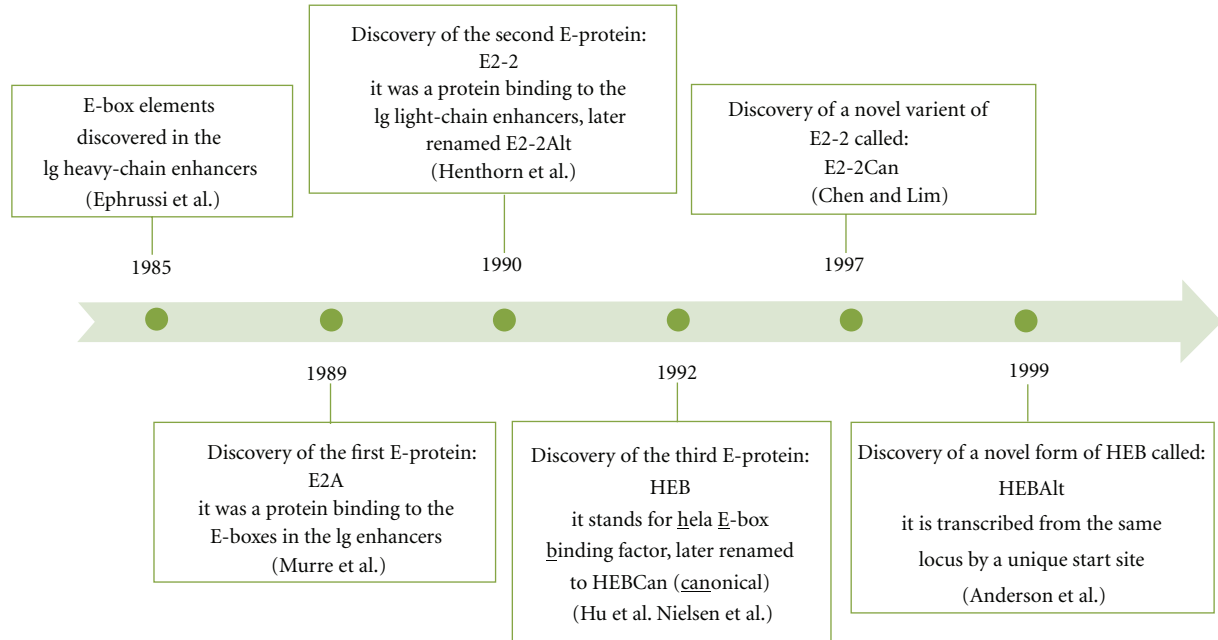 E-box elements
discovered in the
lg heavy-chain enhancers
(Ephrussi et al.)
1985
Discovery of the first E-protein:
E2A
it was a protein binding to the
E-boxes in the lg enhancers
(Murre et al.)
1989
Discovery of the second E-protein:
E2-2
it was a protein binding to the
lg light-chain enhancers, later
renamed E2-2Alt
(Henthorn et al.)
1990
1992
Discovery of the third E-protein:
HEB
it stands for hela E-box
binding factor, later renamed
to HEBCan (canonical)
(Hu et al. Nielsen et al.)
Discovery of a novel varient of
E2-2 called:
E2-2Can
(Chen and Lim)
1997
1999
Discovery of a novel form of HEB called:
HEBAlt
it is transcribed from the same
locus by a unique start site
(Anderson et al.)